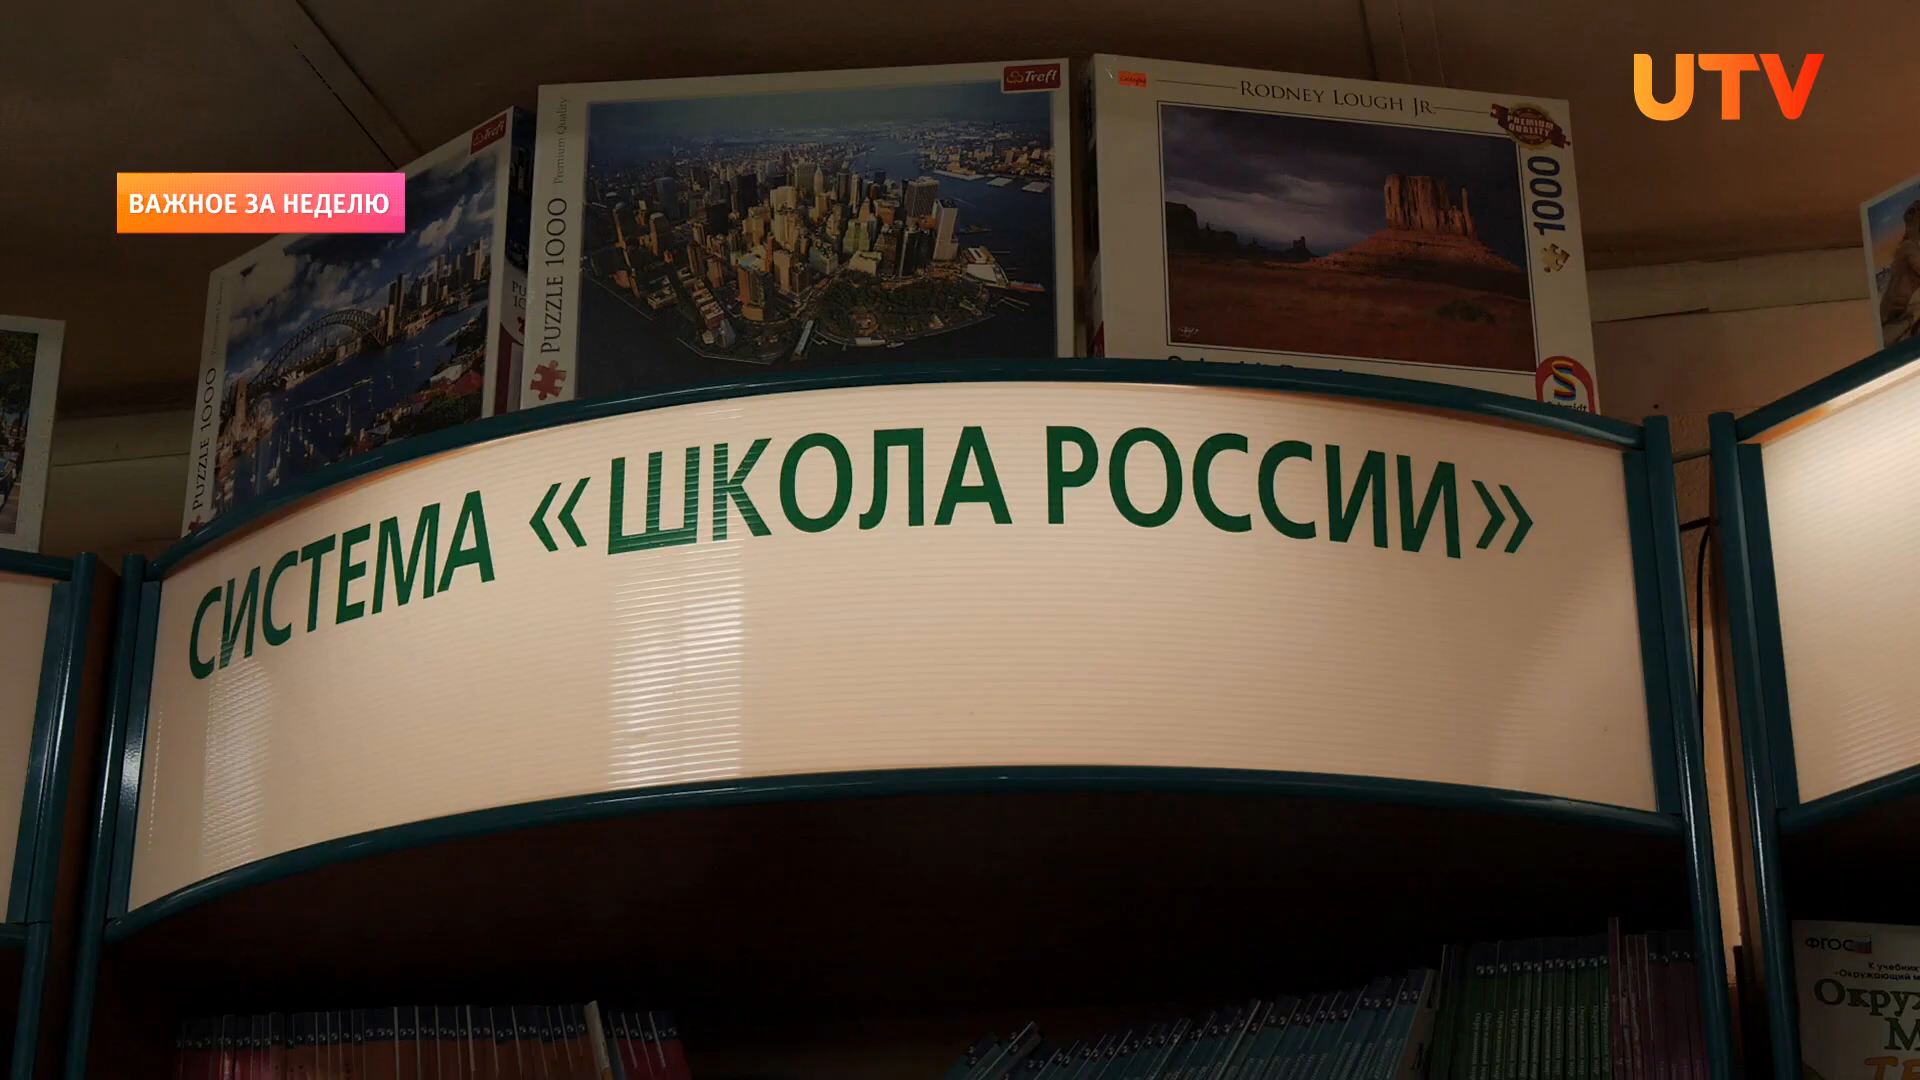 UTV
ВАЖНОЕ ЗА НЕДЕЛЮ
Trefl
Trefl
PUZZLE 1000
PUZZLE 1000 Premium Quality
RODNEY LOUGH JR.
PREMIUM QUALITY
1000
СИСТЕМА «ШКОЛА РОССИИ»
ФГОС